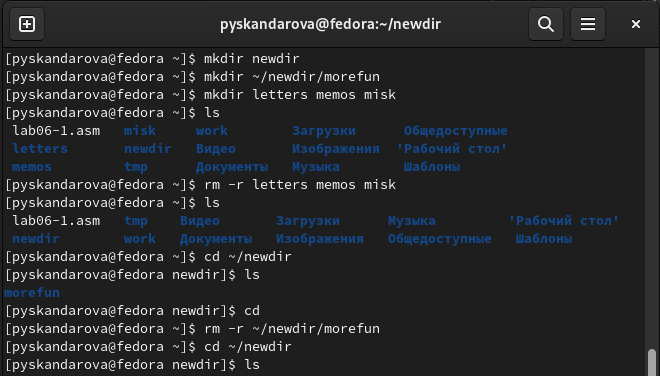 pyskandarova@fedora:~/newdir
[pyskandarova@fedora ~]$ mkdir newdir
[pyskandarova@fedora ~]$ mkdir ~/newdir/morefun
[pyskandarova@fedora ~]$ mkdir letters memos misk
[pyskandarova@fedora ~]$ ls
lab06-1.asm misk work Загрузки Общедоступные
letters newdir Видео Изображения 'Рабочий стол'
memos tmp Документы Музыка Шаблоны
[pyskandarova@fedora ~]$ rm -r letters memos misk
[pyskandarova@fedora ~]$ ls
lab06-1.asm tmp Видео Загрузки Музыка 'Рабочий стол'
newdir work Документы Изображения Общедоступные Шаблоны
[pyskandarova@fedora ~]$ cd ~/newdir
[pyskandarova@fedora newdir]$ ls
morefun
[pyskandarova@fedora newdir]$ cd
[pyskandarova@fedora ~]$ rm -r ~/newdir/morefun
[pyskandarova@fedora ~]$ cd ~/newdir
[pyskandarova@fedora newdir]$ ls